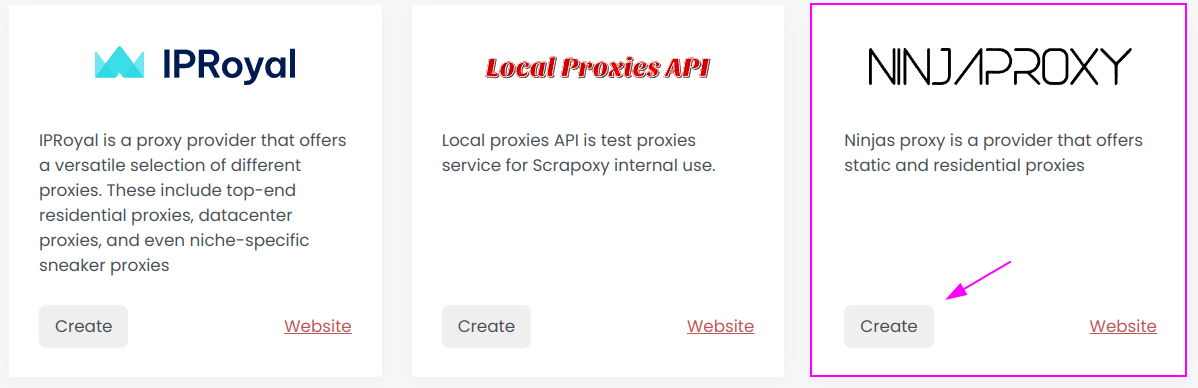 IPRoyal
IPRoyal is a proxy provider that offers
a versatile selection of different
proxies. These include top-end
residential proxies, datacenter
proxies, and even niche-specific
sneaker proxies
Create
Website
Local Proxies API
Local proxies API is test proxies
service for Scrapoxy internal use.
Create
Website
NINJAPROXY
Ninjas proxy is a provider that offers
static and residential proxies
Create
Website